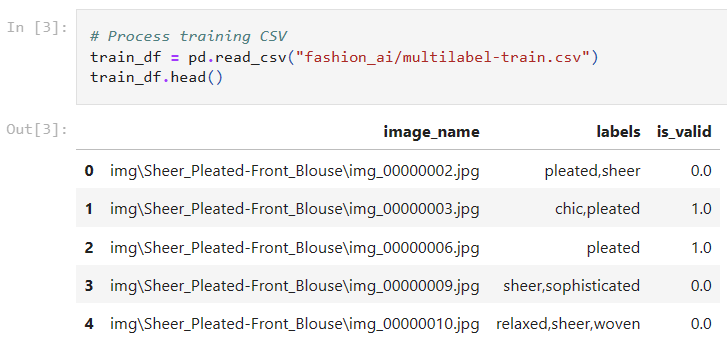 In [3]:
# Process training CSV
train_df = pd.read_csv("fashion_ai/multilabel-train.csv")
train_df.head()
Out[3]:
image_name labels is_valid
0 img\Sheer_Pleated-Front_Blouse\img_00000002.jpg pleated,sheer 0.0
1 img\Sheer_Pleated-Front_Blouse\img_00000003.jpg chic,pleated 1.0
2 img\Sheer_Pleated-Front_Blouse\img_00000006.jpg pleated 1.0
3 img\Sheer_Pleated-Front_Blouse\img_00000009.jpg sheer,sophisticated 0.0
4 img\Sheer_Pleated-Front_Blouse\img_00000010.jpg relaxed,sheer,woven 0.0